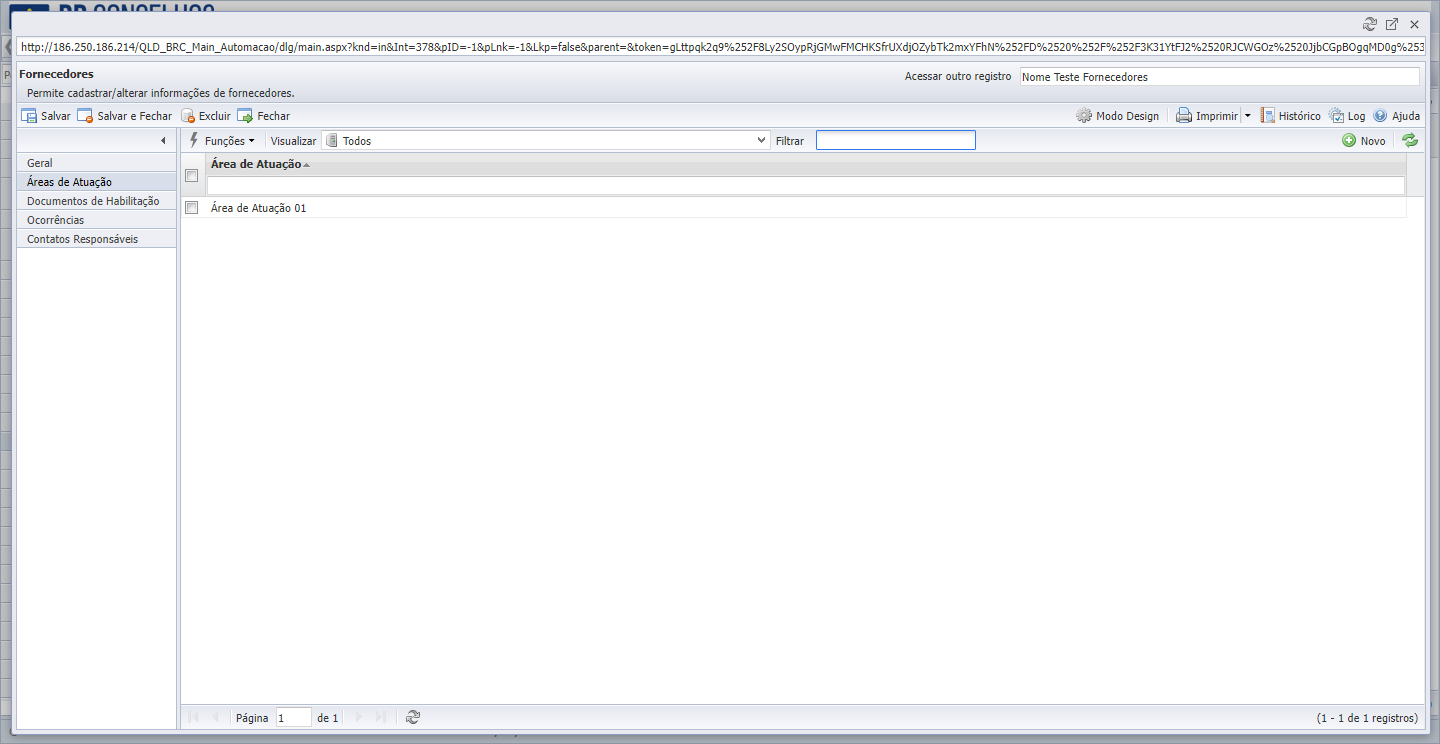 http://186.250.186.214/QLD_BRC_Main_Automacao/dlg/main.aspx?knd=in&Int=378&pID=-1&pLnk=-1&Lkp=false&parent=&token=gLttpqk2q9%252F8Ly2SOypRjGMwFMCHKSfrUXdjOZybTk2mxYFhN%252FD%2520%252F%252F3K31YtFJ2%2520RJCWGOz%2520JjbCGpBOgqMD0g%253
Fornecedores
Acessar outro registro Nome Teste Fornecedores
Permite cadastrar/alterar informações de fornecedores.
Salvar Salvar e Fechar Excluir Fechar Modo Design Imprimir Histórico Log Ajuda
Funções Visualizar Todos Filtrar Novo
Geral
Áreas de Atuação
Documentos de Habilitação
Ocorrências
Contatos Responsáveis
Área de Atuação
Área de Atuação 01
Página 1 de 1 (1 - 1 de 1 registros)